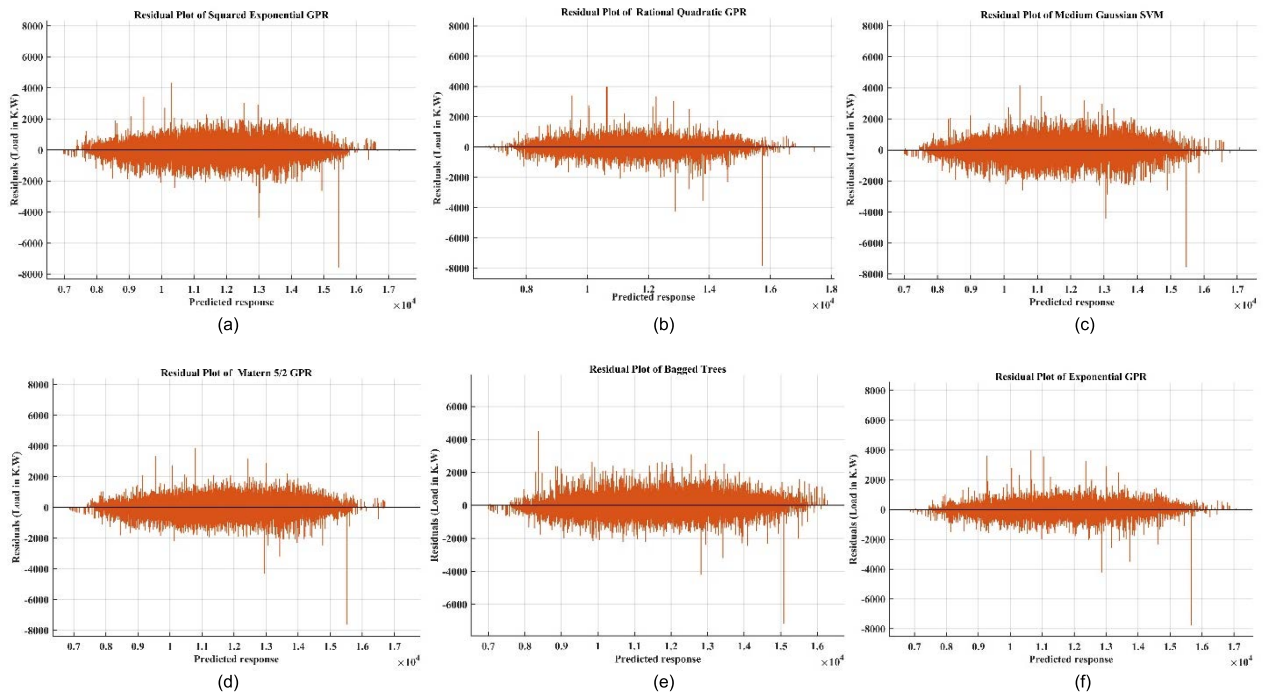 (a)
Residual Plot of Squared Exponential GPR
Residuals (Load in K.W)
8000
6000
4000
2000
0
-2000
-4000
-6000
-8000
0.7 0.8 0.9 1 1.1 1.2 1.3 1.4 1.5 1.6 1.7
Predicted response
×10⁴
(a)
(b)
Residual Plot of Rational Quadratic GPR
Residuals (Load in K.W)
8000
6000
4000
2000
0
-2000
-4000
-6000
-8000
0.8 1 1.2 1.4 1.6 1.8
Predicted response
×10⁴
(b)
(c)
Residual Plot of Medium Gaussian SVM
Residuals (Load in K.W)
8000
6000
4000
2000
0
-2000
-4000
-6000
-8000
0.7 0.8 0.9 1 1.1 1.2 1.3 1.4 1.5 1.6 1.7
Predicted response
×10⁴
(c)
Residual Plot of Matern 5/2 GPR
Residuals (Load in K.W)
8000
6000
4000
2000
0
-2000
-4000
-6000
-8000
0.7 0.8 0.9 1 1.1 1.2 1.3 1.4 1.5 1.6 1.7
Predicted response
×10⁴
(d)
Residual Plot of Bagged Trees
Residuals (Load in K.W)
6000
4000
2000
0
-2000
-4000
-6000
0.7 0.8 0.9 1 1.1 1.2 1.3 1.4 1.5 1.6
Predicted response
×10⁴
(e)
Residual Plot of Exponential GPR
Residuals (Load in K.W)
8000
6000
4000
2000
0
-2000
-4000
-6000
-8000
0.7 0.8 0.9 1 1.1 1.2 1.3 1.4 1.5 1.6 1.7
Predicted response
×10⁴
(f)